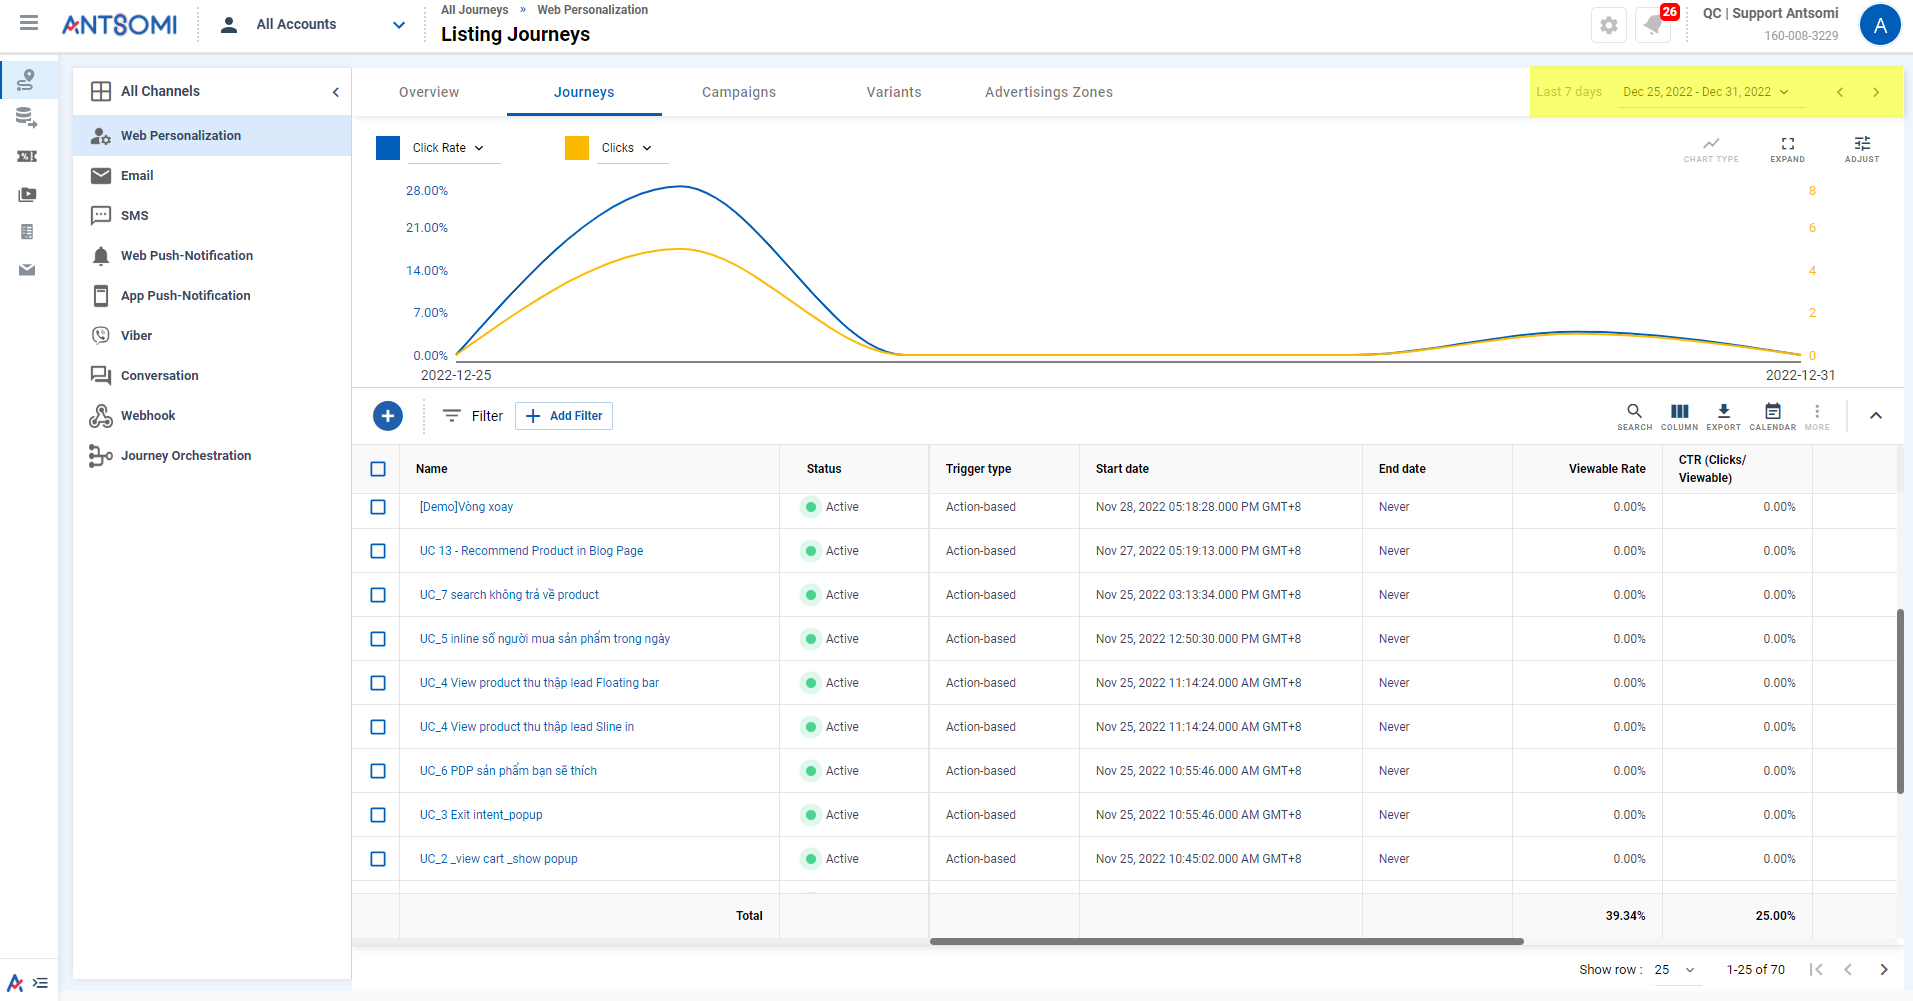 ANTSOMI
All Accounts
All Journeys » Web Personalization
Listing Journeys
26
QC | Support Antsomi
160-008-3229
A
All Channels
Web Personalization
Email
SMS
Web Push-Notification
App Push-Notification
Viber
Conversation
Webhook
Journey Orchestration
Overview Journeys Campaigns Variants Advertisings Zones
Last 7 days Dec 25, 2022 - Dec 31, 2022
Click Rate Clicks
CHART TYPE EXPAND ADJUST
28.00% 8
21.00% 6
14.00% 4
7.00% 2
0.00% 0
2022-12-25 2022-12-31
Filter Add Filter
SEARCH COLUMN EXPORT CALENDAR MORE
Name Status Trigger type Start date End date Viewable Rate CTR (Clicks/
Viewable)
[Demo]Vòng xoay Active Action-based Nov 28, 2022 05:18:28.000 PM GMT+8 Never 0.00% 0.00%
UC 13 - Recommend Product in Blog Page Active Action-based Nov 27, 2022 05:19:13.000 PM GMT+8 Never 0.00% 0.00%
UC_7 search không trả về product Active Action-based Nov 25, 2022 03:13:34.000 PM GMT+8 Never 0.00% 0.00%
UC_5 inline số người mua sản phẩm trong ngày Active Action-based Nov 25, 2022 12:50:30.000 PM GMT+8 Never 0.00% 0.00%
UC_4 View product thu thập lead Floating bar Active Action-based Nov 25, 2022 11:14:24.000 AM GMT+8 Never 0.00% 0.00%
UC_4 View product thu thập lead Sline in Active Action-based Nov 25, 2022 11:14:24.000 AM GMT+8 Never 0.00% 0.00%
UC_6 PDP sản phẩm bạn sẽ thích Active Action-based Nov 25, 2022 10:55:46.000 AM GMT+8 Never 0.00% 0.00%
UC_3 Exit intent_popup Active Action-based Nov 25, 2022 10:55:46.000 AM GMT+8 Never 0.00% 0.00%
UC_2 _view cart _show popup Active Action-based Nov 25, 2022 10:45:02.000 AM GMT+8 Never 0.00% 0.00%
Total 39.34% 25.00%
Show row : 25 1-25 of 70